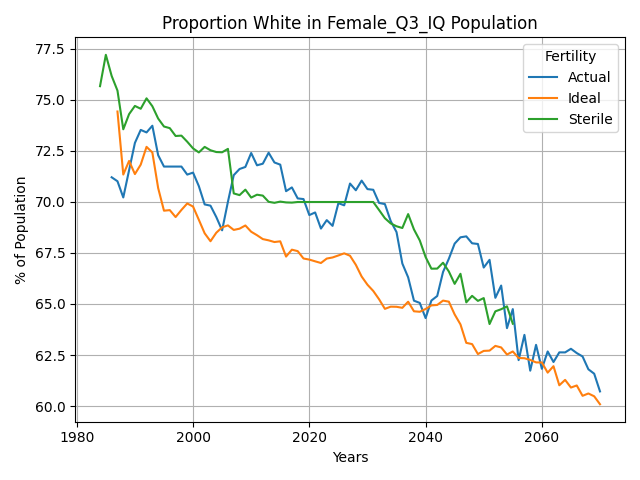 Proportion White in Female_Q3_IQ Population
Fertility
Actual
Ideal
Sterile
% of Population
77.5
75.0
72.5
70.0
67.5
65.0
62.5
60.0
1980
2000
2020
2040
2060
Years